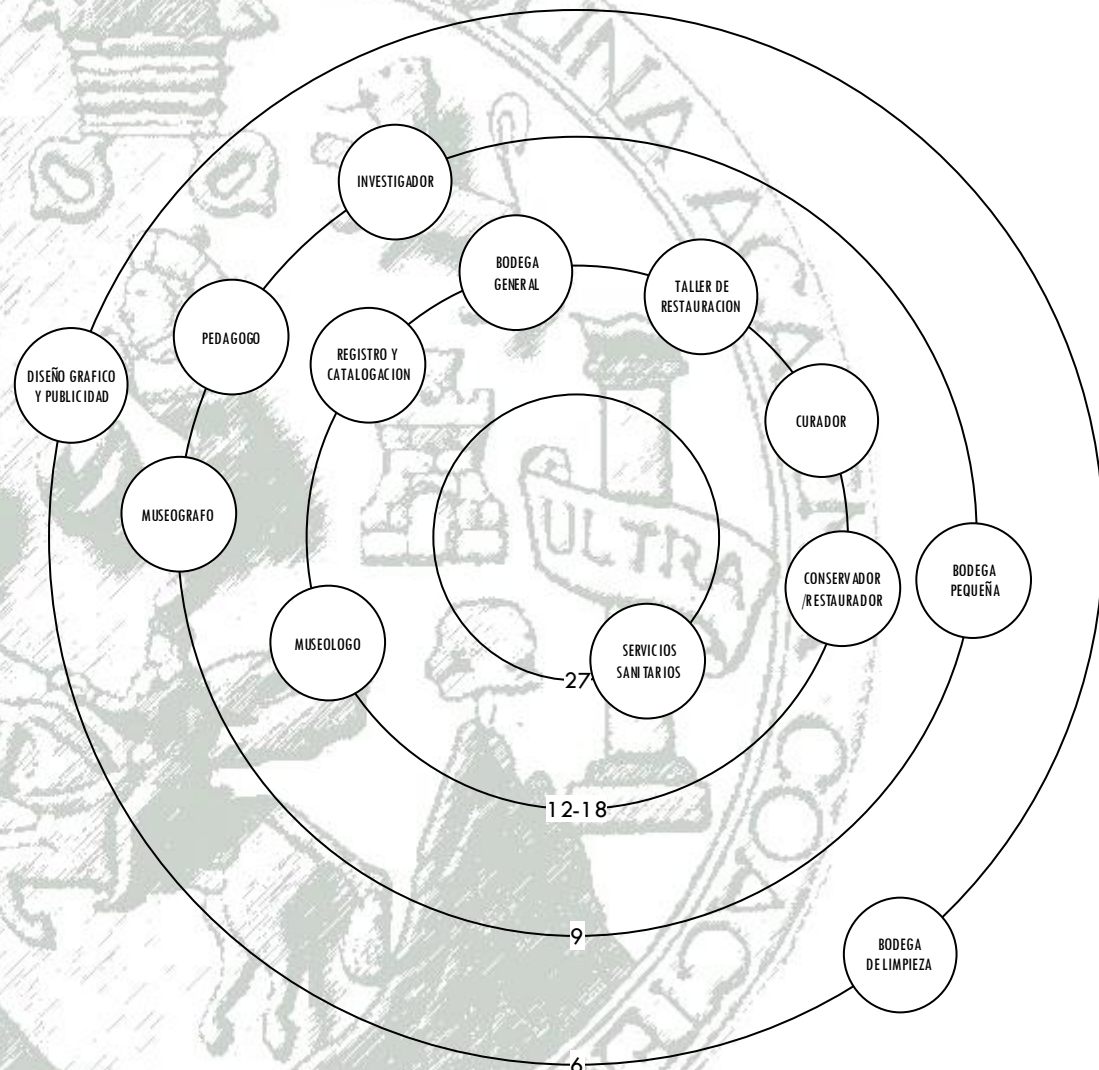 INVESTIGADOR
BODEGA
GENERAL
TALLER DE
RESTAURACION
PEDAGOGO
REGISTRO Y
CATALOGACION
DISEÑO GRAFICO
Y PUBLICIDAD
CURADOR
MUSEOGRAFO
ULTRA
CONSERVADOR
/RESTAURADOR
BODEGA
PEQUEÑA
MUSEOLOGO
SERVICIOS
SANITARIOS
27
12-18
9
BODEGA
DE LIMPIEZA
6